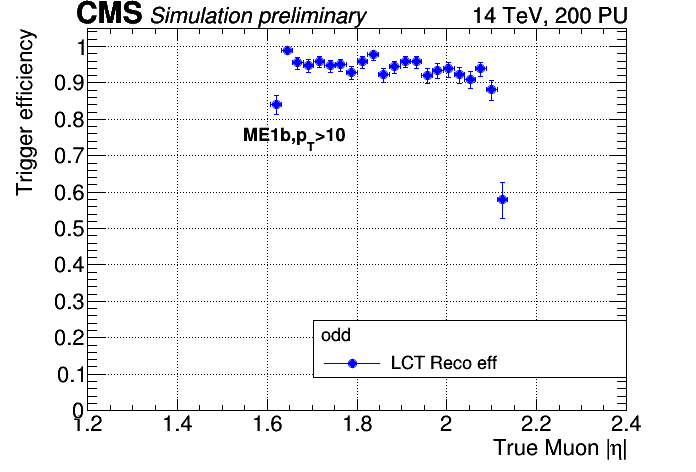 CMS Simulation preliminary 14 TeV, 200 PU
Trigger efficiency
1
0.9
0.8
0.7
0.6
0.5
0.4
0.3
0.2
0.1
0
ME1b,p_T>10
odd
LCT Reco eff
1.2 1.4 1.6 1.8 2 2.2 2.4
True Muon |η|